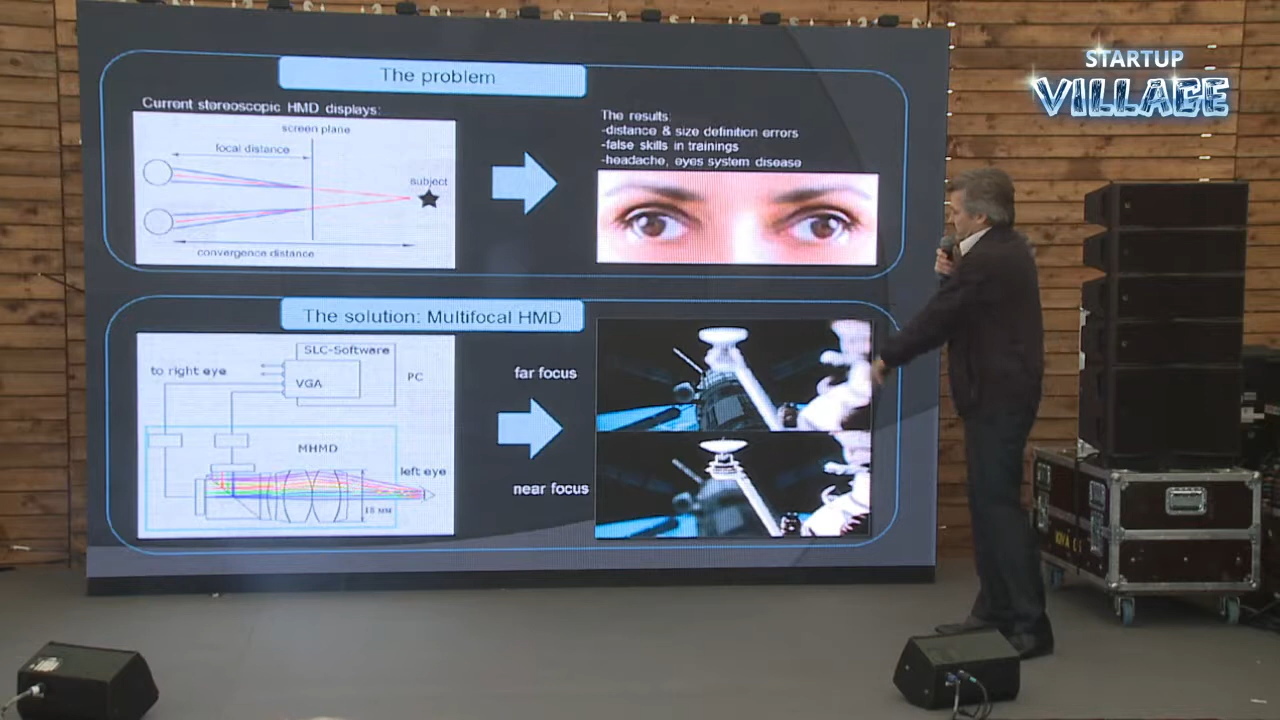 STARTUP
VILLAGE
The problem
Current stereoscopic HMD displays:
screen plane
focal distance
subject
convergence distance
The results:
-distance & size definition errors
-false skills in trainings
-headache, eyes system disease
The solution: Multifocal HMD
SLC-Software
to right eye
VGA
PC
MHMD
left eye
18 мм
far focus
near focus